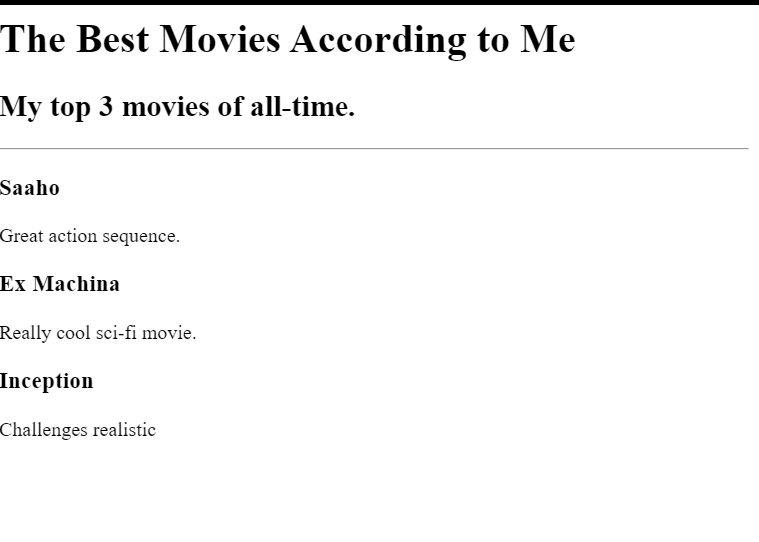 The Best Movies According to Me
My top 3 movies of all-time.
Saaho
Great action sequence.
Ex Machina
Really cool sci-fi movie.
Inception
Challenges realistic